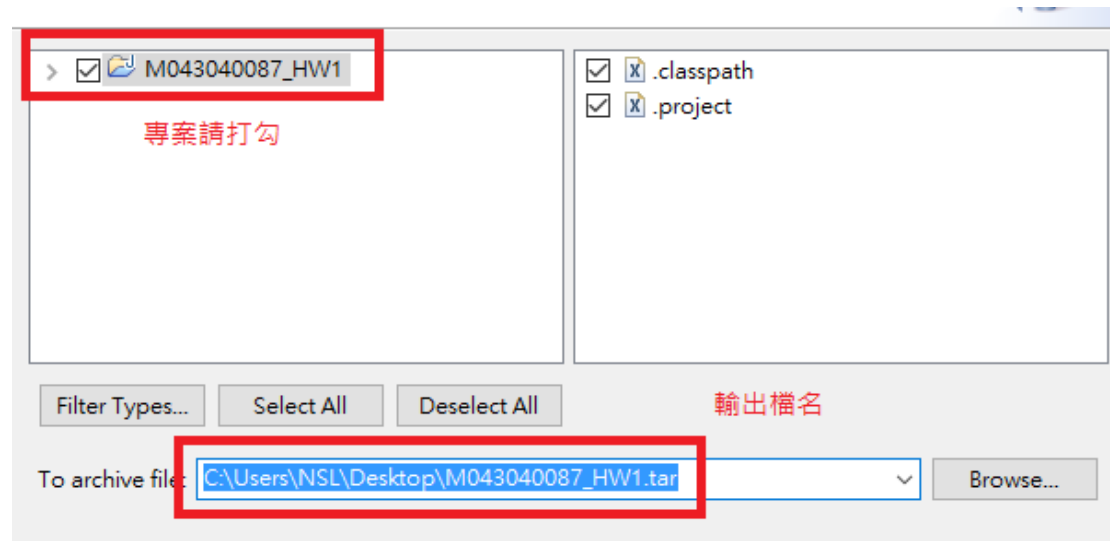 M043040087_HW1
.classpath
.project
專案請打勾
Filter Types...
Select All
Deselect All
輸出檔名
To archive file:
C:\Users\NSL\Desktop\M043040087_HW1.tar
Browse...